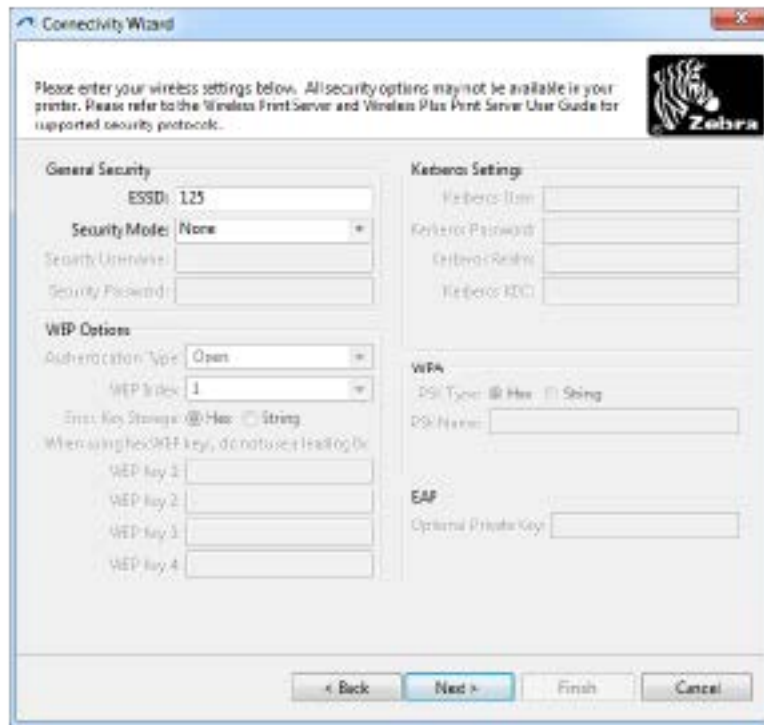 Connectivity Wizard
Please enter your wireless settings below. All security options may not be available in your
printer. Please refer to the Wireless Print Server and Wireless Plus Print Server User Guide for
supported security protocols.
Zebra
General Security
ESSID: 125
Security Mode: None
Security Username:
Security Password:
WEP Options
Authentication Type: Open
WEP Index: 1
Encr. Key Storage: Hex String
When using hex WEP keys, do not use a leading 0x
WEP Key 1:
WEP Key 2:
WEP Key 3:
WEP Key 4:
Kerberos Settings
Kerberos User:
Kerberos Password:
Kerberos Realm:
Kerberos KDC:
WPA
PSK Type: Hex String
PSK Name:
EAP
Optional Private Key:
< Back Next > Finish Cancel